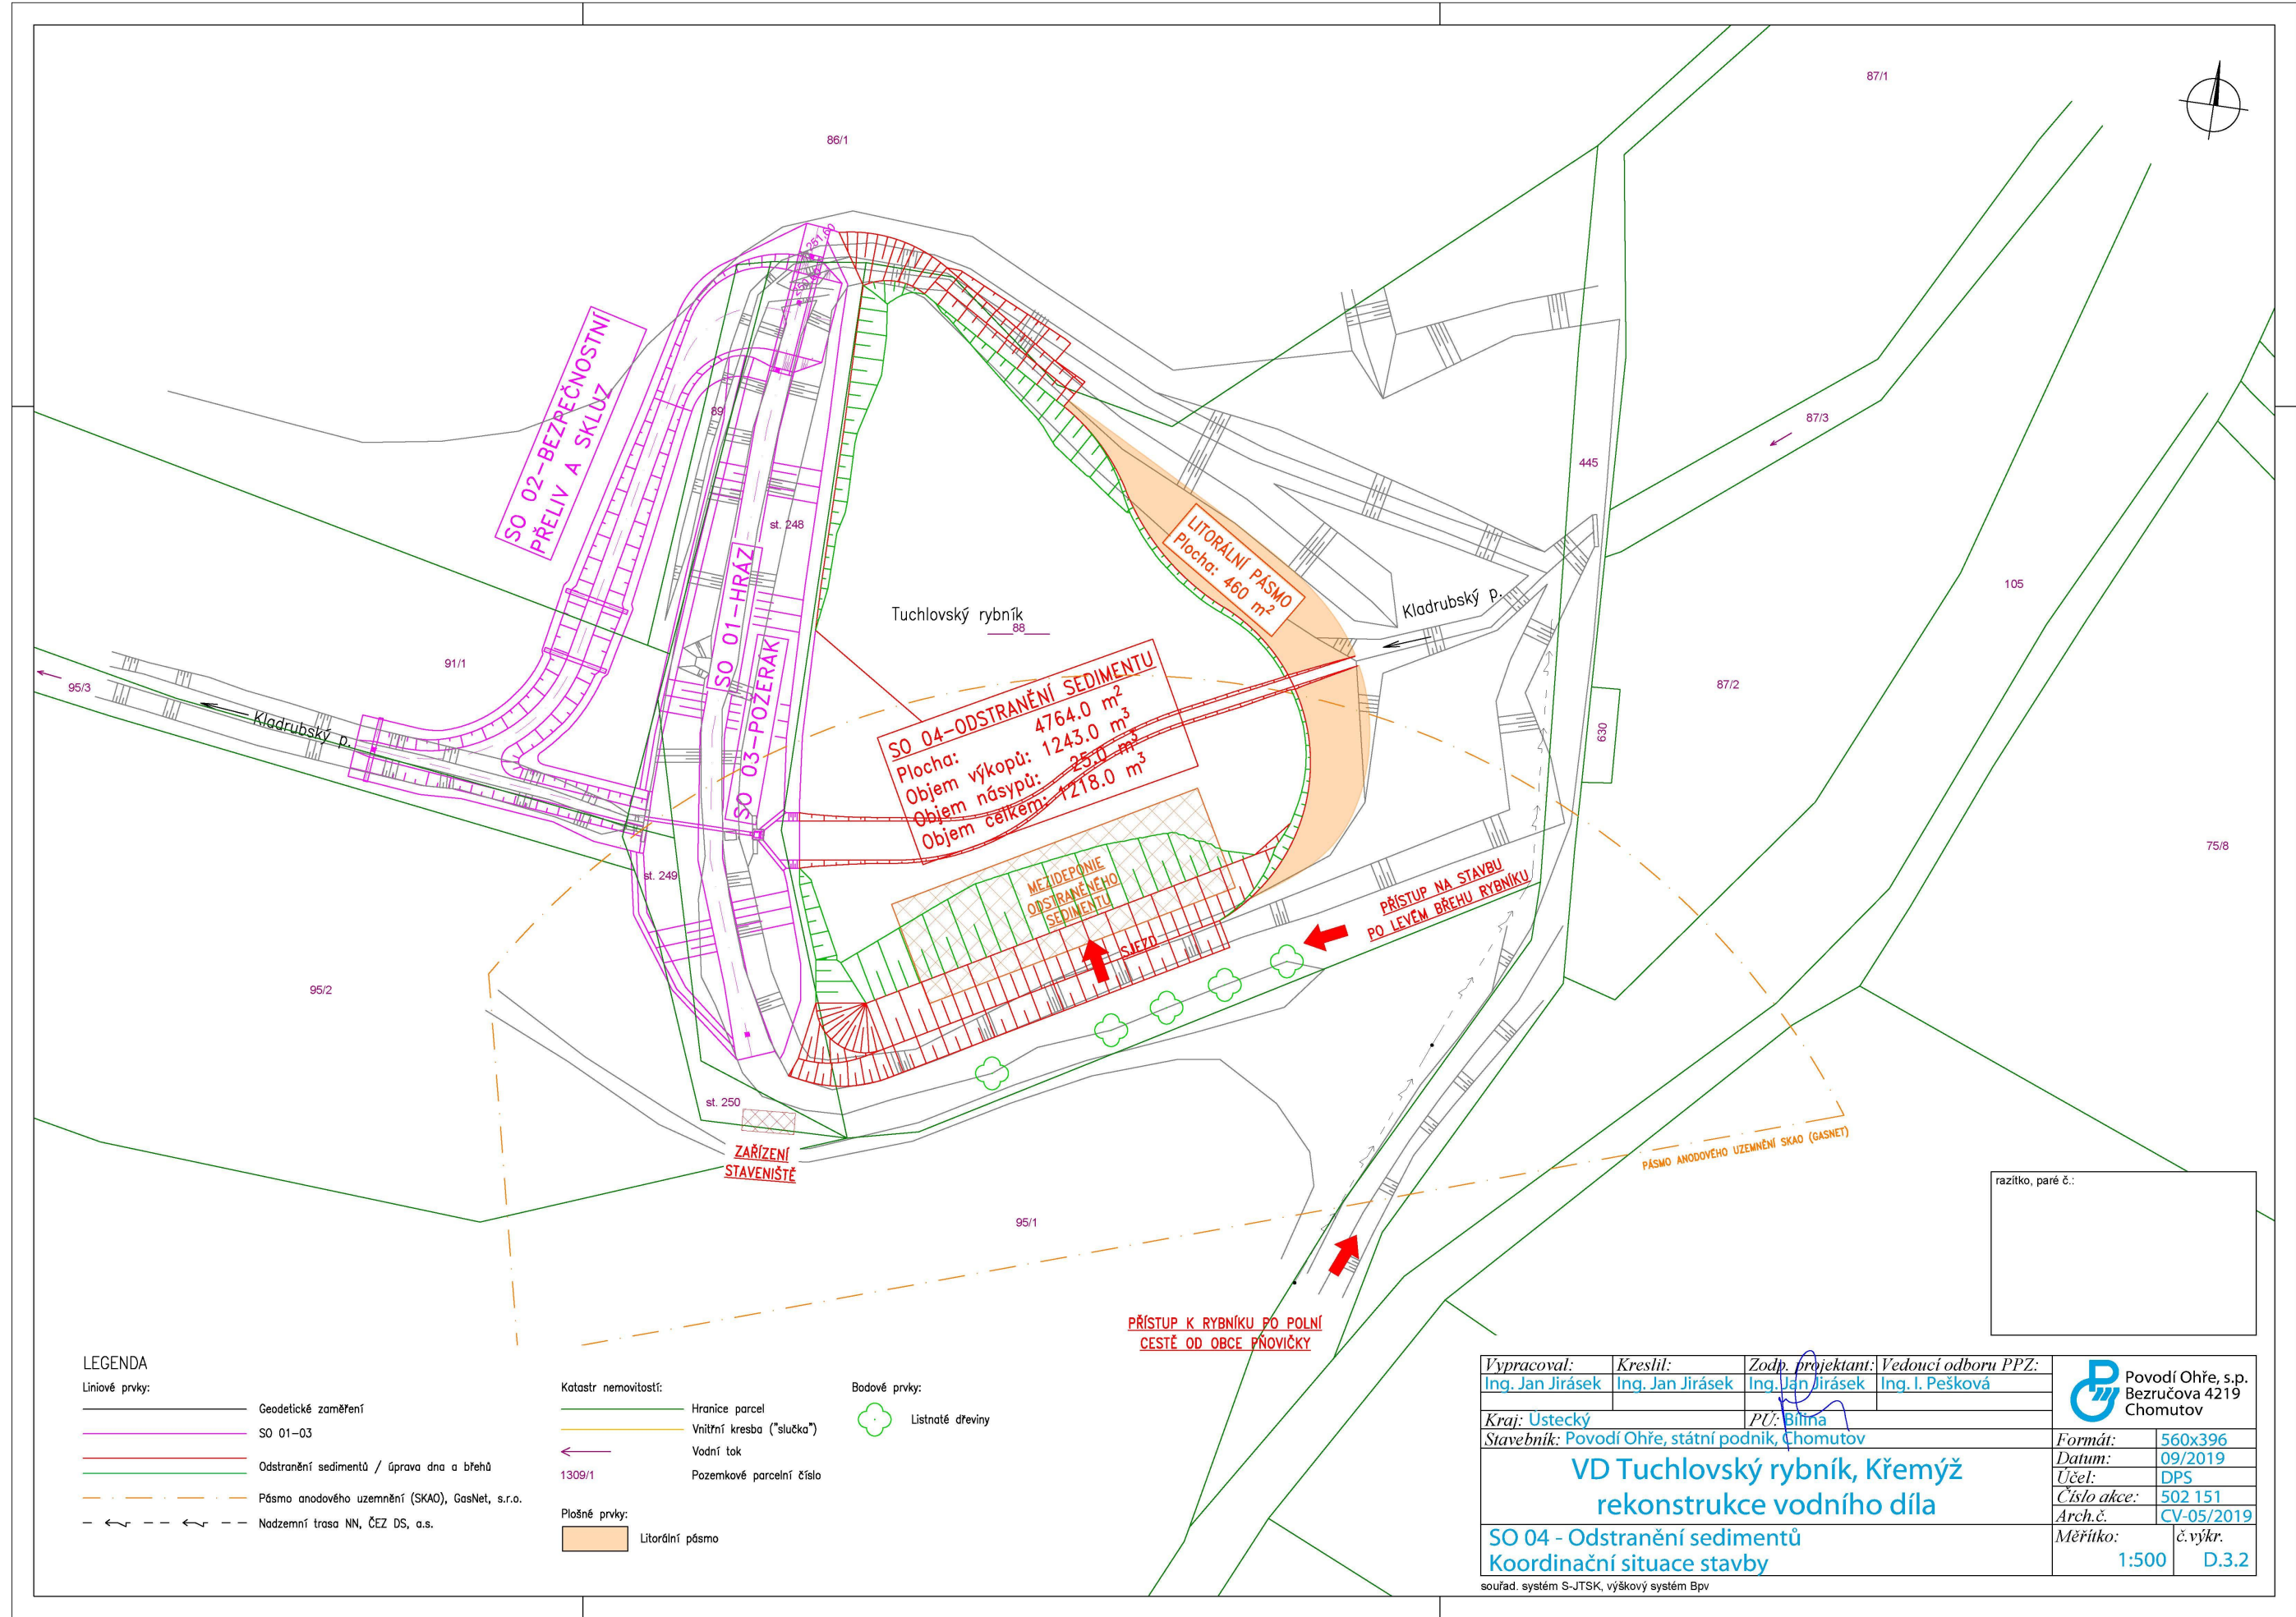 87/1
86/1
251,60
87/3
89
445
SO 02-BEZPEČNOSTNÍ
PŘELIV A SKLUZ
st. 248
LITORÁLNÍ PÁSMO
Plocha: 460 m²
105
SO 01-HRÁZ
Tuchlovský rybník
88
Kladrubský p.
91/1
95/3
Kladrubský p.
SO 03-POŽERÁK
SO 04-ODSTRANĚNÍ SEDIMENTU
Plocha: 4764.0 m²
Objem výkopů: 1243.0 m³
Objem násypů: 25.0 m³
Objem celkem: 1218.0 m³
87/2
630
75/8
st. 249
MEZIDEPONIE
ODSTRANĚNÉHO
SEDIMENTU
PŘÍSTUP NA STAVBU
PO LEVÉM BŘEHU RYBNÍKU
SJEZD
95/2
st. 250
ZAŘÍZENÍ
STAVENIŠTĚ
PÁSMO ANODOVÉHO UZEMNĚNÍ SKAO (GASNET)
95/1
razítko, paré č.:
PŘÍSTUP K RYBNÍKU PO POLNÍ
CESTĚ OD OBCE PŇOVIČKY
LEGENDA
Liniové prvky:
Geodetické zaměření
SO 01-03
Odstranění sedimentů / úprava dna a břehů
Pásmo anodového uzemnění (SKAO), GasNet, s.r.o.
Nadzemní trasa NN, ČEZ DS, a.s.
Katastr nemovitostí:
Hranice parcel
Vnitřní kresba ("slučka")
Vodní tok
1309/1 Pozemkové parcelní číslo
Plošné prvky:
Litorální pásmo
Bodové prvky:
Listnaté dřeviny
Vypracoval: Kreslil: Zodp. projektant: Vedoucí odboru PPZ:
Ing. Jan Jirásek Ing. Jan Jirásek Ing. Jan Jirásek Ing. I. Pešková
Kraj: Ústecký PÚ: Bílina
Stavebník: Povodí Ohře, státní podnik, Chomutov
VD Tuchlovský rybník, Křemýž
rekonstrukce vodního díla
SO 04 - Odstranění sedimentů
Koordinační situace stavby
Povodí Ohře, s.p.
Bezručova 4219
Chomutov
Formát: 560x396
Datum: 09/2019
Účel: DPS
Číslo akce: 502 151
Arch.č. CV-05/2019
Měřítko: č.výkr.
1:500 D.3.2
souřad. systém S-JTSK, výškový systém Bpv